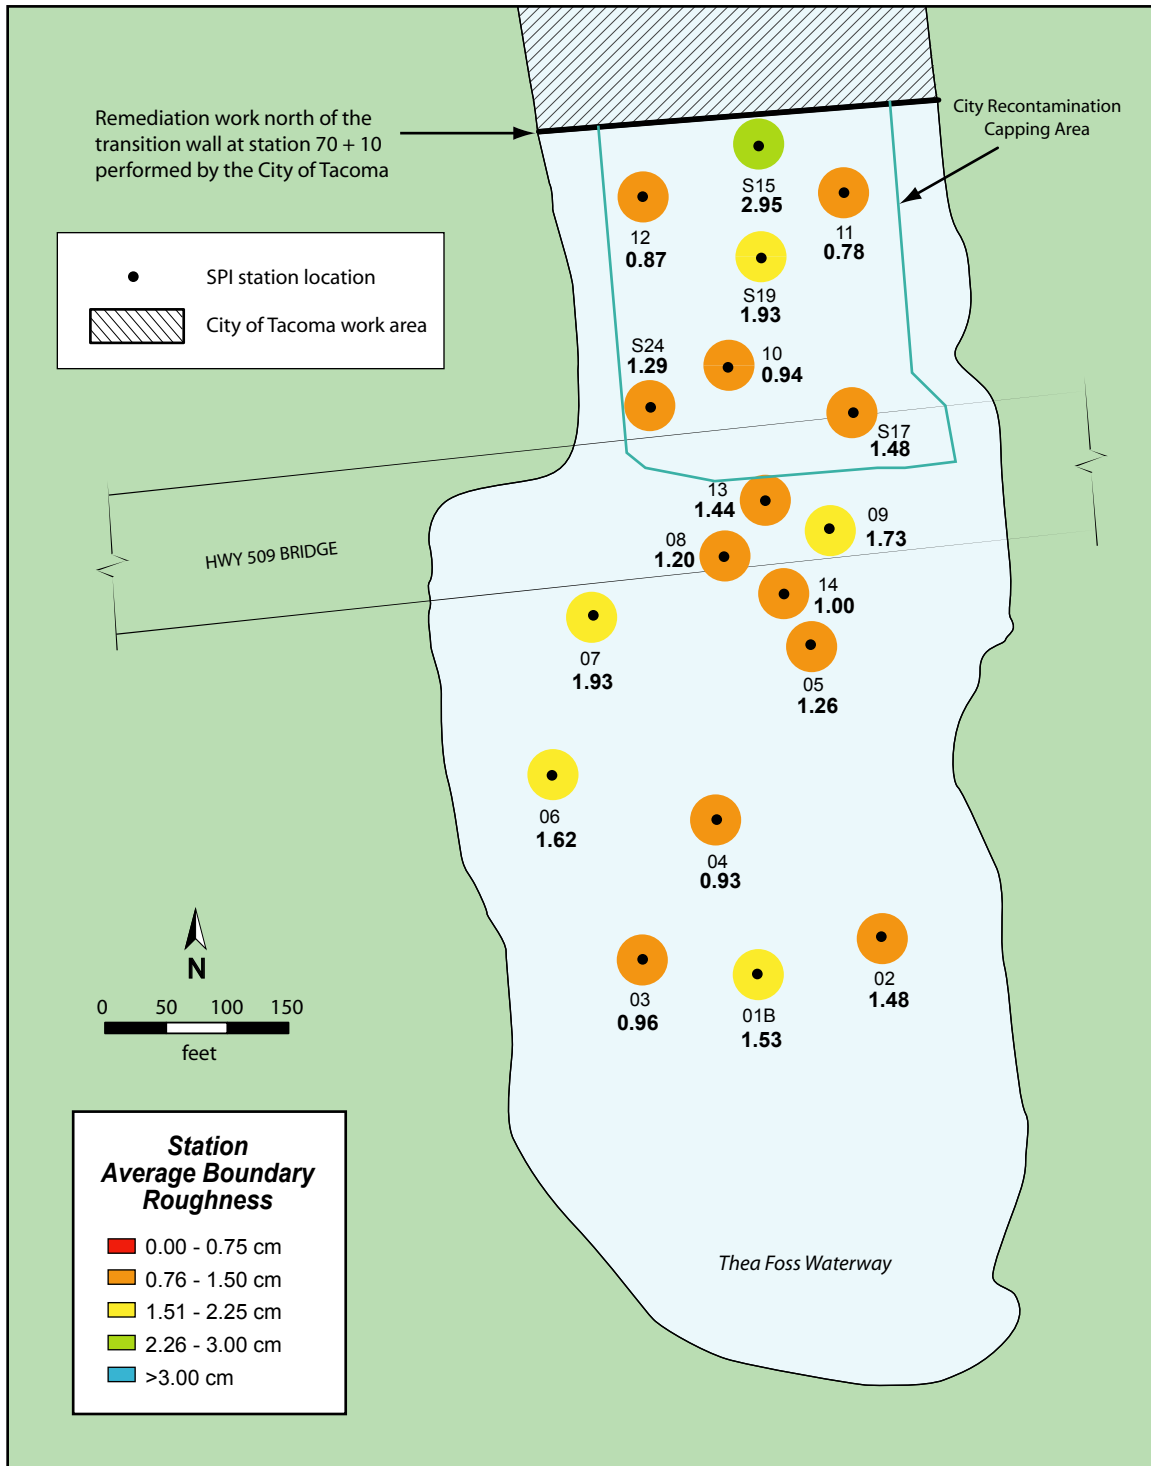 Remediation work north of the
transition wall at station 70 + 10
performed by the City of Tacoma
City Recontamination
Capping Area
SPI station location
City of Tacoma work area
S15
2.95
12
0.87
11
0.78
S19
1.93
S24
1.29
10
0.94
S17
1.48
13
1.44
09
1.73
08
1.20
HWY 509 BRIDGE
14
1.00
07
1.93
05
1.26
06
1.62
04
0.93
03
0.96
01B
1.53
02
1.48
N
0 50 100 150
feet
Station
Average Boundary
Roughness
0.00 - 0.75 cm
0.76 - 1.50 cm
1.51 - 2.25 cm
2.26 - 3.00 cm
>3.00 cm
Thea Foss Waterway